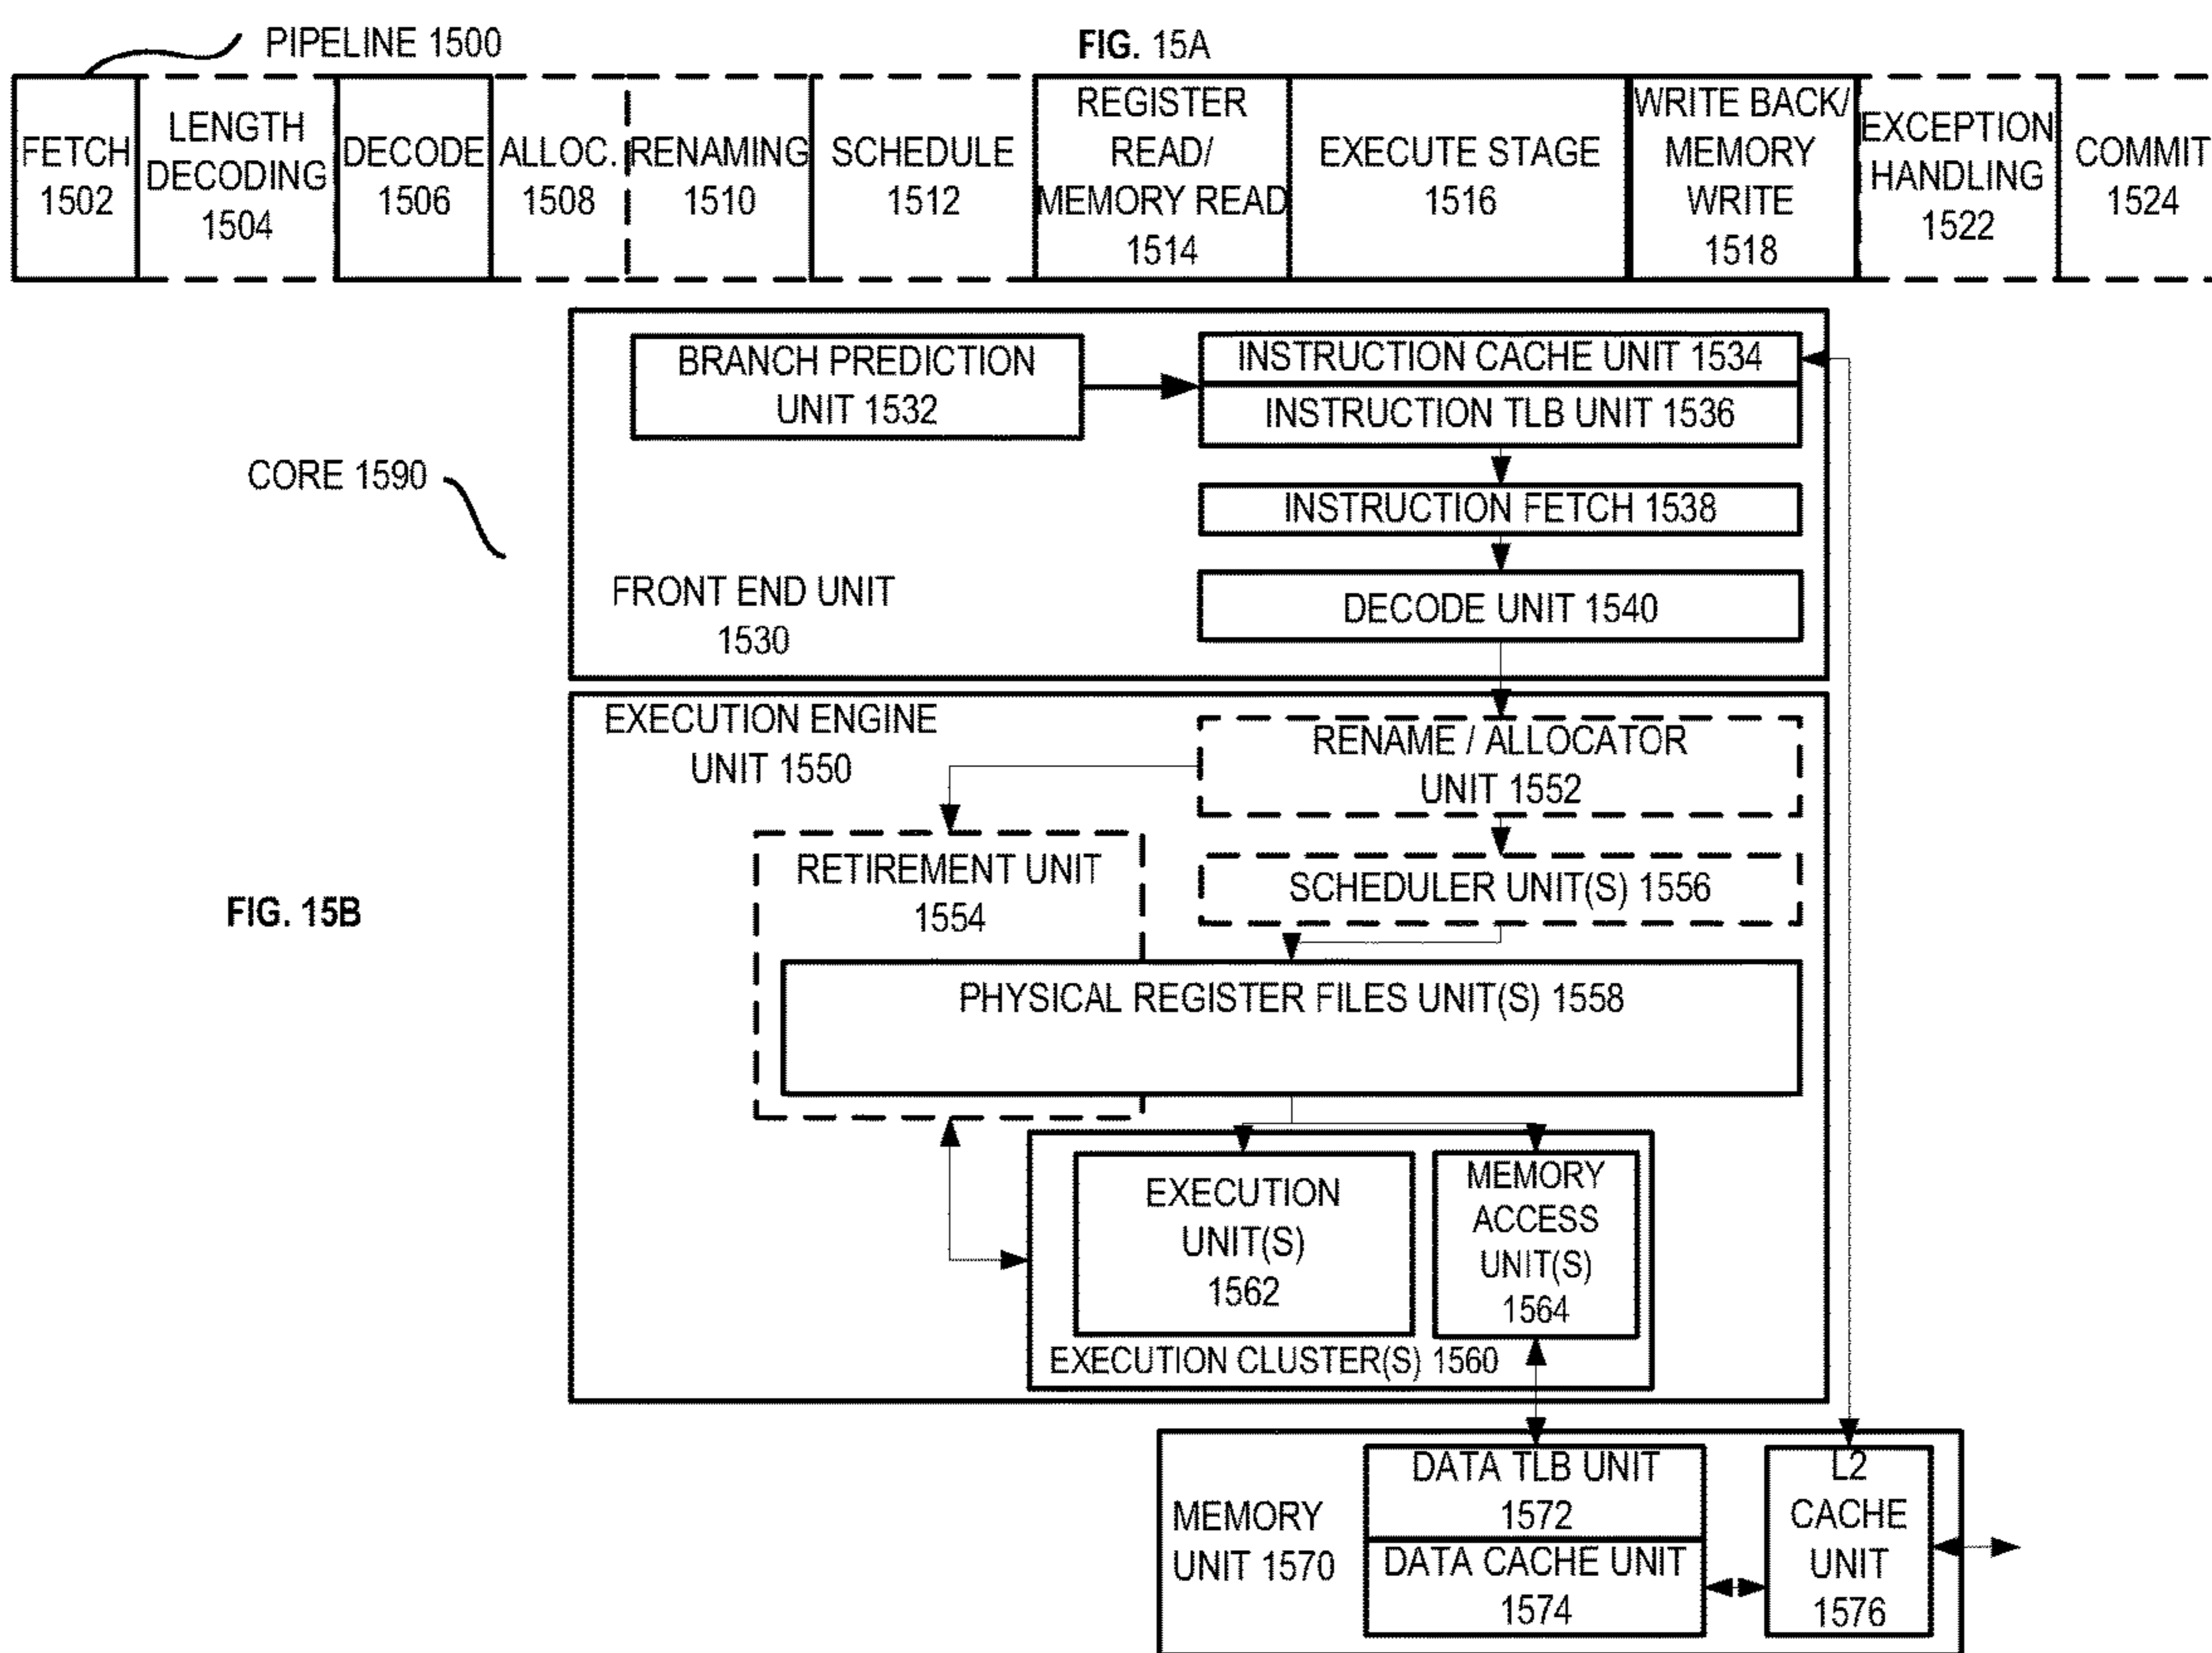 PIPELINE 1500
FIG. 15A
FETCH
1502
LENGTH
DECODING
1504
DECODE
1506
ALLOC.
1508
RENAMING
1510
SCHEDULE
1512
REGISTER
READ/
MEMORY READ
1514
EXECUTE STAGE
1516
WRITE BACK/
MEMORY
WRITE
1518
EXCEPTION
HANDLING
1522
COMMIT
1524
BRANCH PREDICTION
UNIT 1532
INSTRUCTION CACHE UNIT 1534
INSTRUCTION TLB UNIT 1536
CORE 1590
INSTRUCTION FETCH 1538
FRONT END UNIT
1530
DECODE UNIT 1540
EXECUTION ENGINE
UNIT 1550
RENAME / ALLOCATOR
UNIT 1552
RETIREMENT UNIT
1554
SCHEDULER UNIT(S) 1556
FIG. 15B
PHYSICAL REGISTER FILES UNIT(S) 1558
EXECUTION
UNIT(S)
1562
MEMORY
ACCESS
UNIT(S)
1564
EXECUTION CLUSTER(S) 1560
MEMORY
UNIT 1570
DATA TLB UNIT
1572
DATA CACHE UNIT
1574
L2
CACHE
UNIT
1576